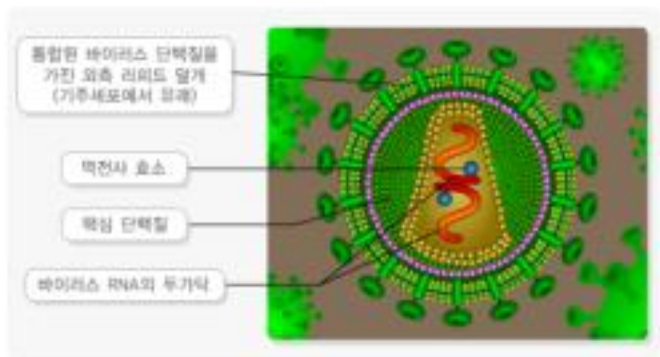 통합된 바이러스 단백질을
가진 외측 리피드 덮개
(기주세포에서 유래)
역전사 효소
핵심 단백질
바이러스 RNA의 두가닥